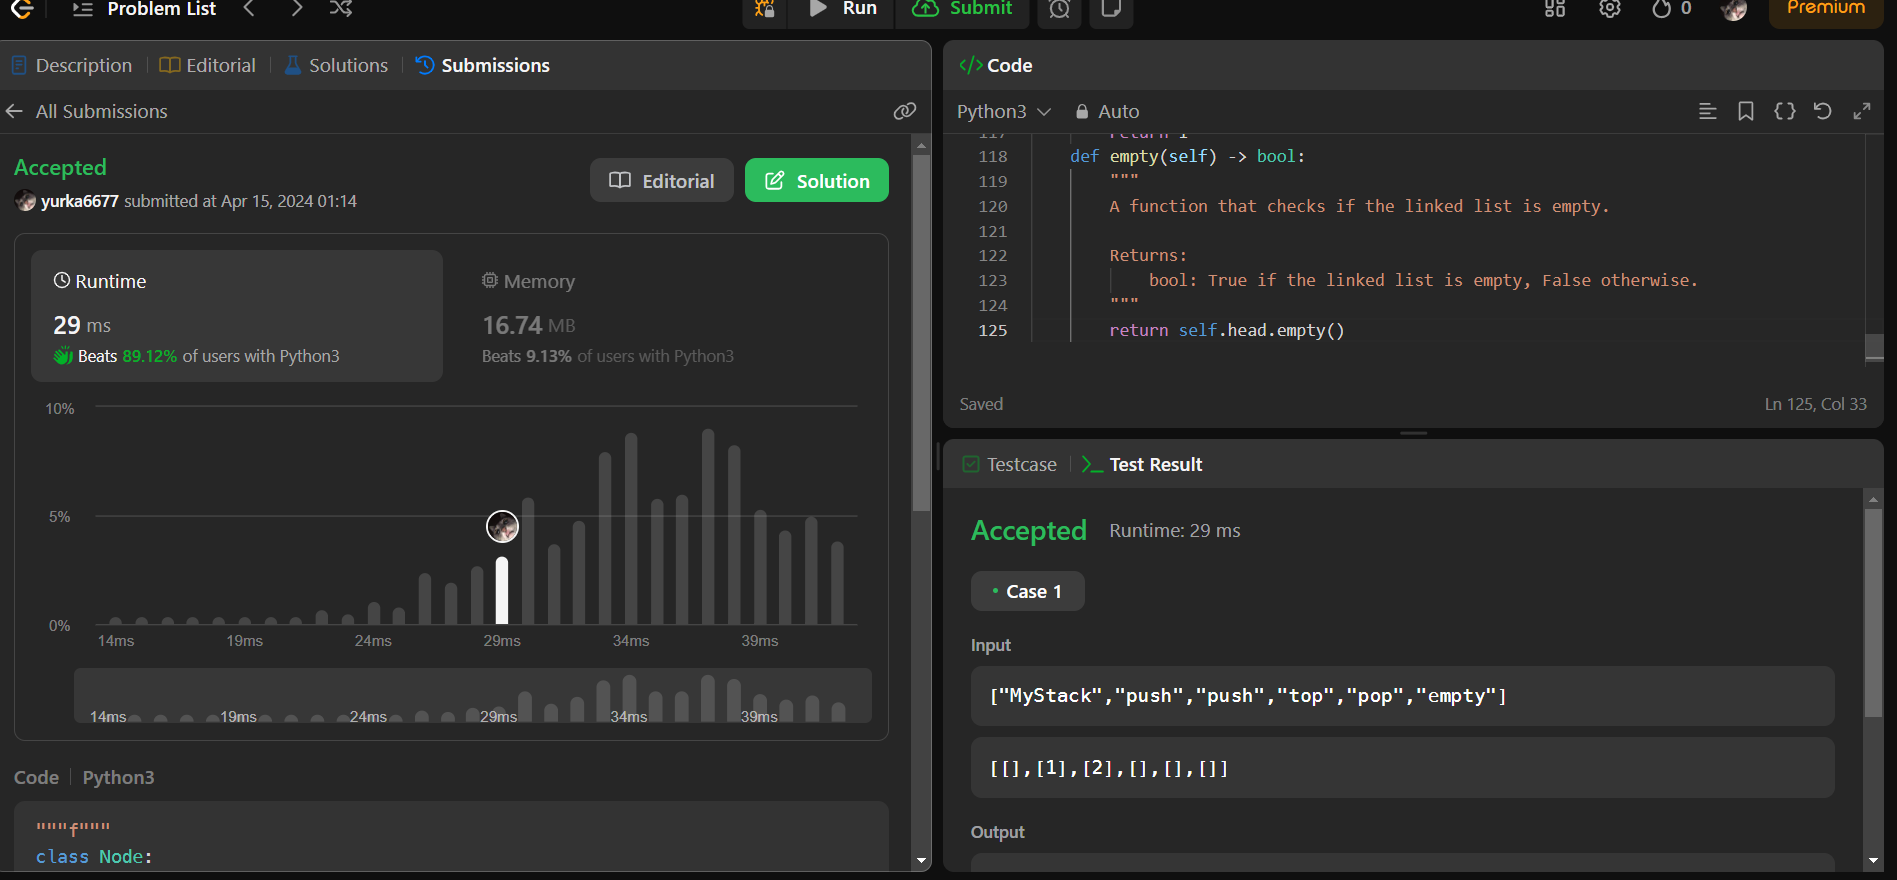 Problem List
Run
Submit
0
Premium
Description
Editorial
Solutions
Submissions
All Submissions
Accepted
yurka6677 submitted at Apr 15, 2024 01:14
Editorial
Solution
Runtime
29 ms
Beats 89.12% of users with Python3
Memory
16.74 MB
Beats 9.13% of users with Python3
10%
5%
0%
14ms 19ms 24ms 29ms 34ms 39ms
14ms 19ms 24ms 29ms 34ms 39ms
Code
Python3
"""f"""
class Node:
Code
Python3
Auto
117 return i
118 def empty(self) -> bool:
119 """
120 A function that checks if the linked list is empty.
121
122 Returns:
123 bool: True if the linked list is empty, False otherwise.
124 """
125 return self.head.empty()
Saved
Ln 125, Col 33
Testcase
>_ Test Result
Accepted
Runtime: 29 ms
Case 1
Input
["MyStack","push","push","top","pop","empty"]
[[],[1],[2],[],[],[]]
Output